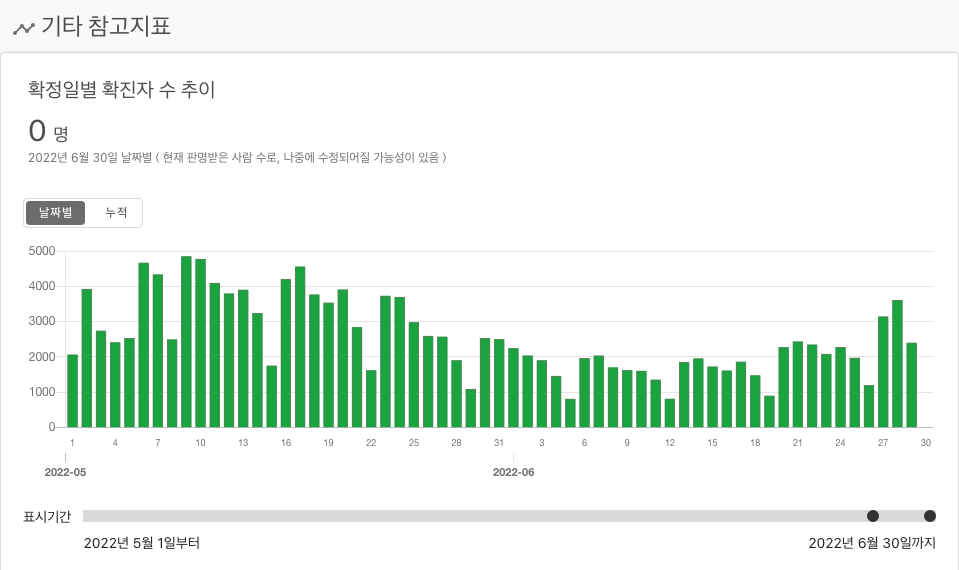 기타 참고지표
확정일별 확진자 수 추이
0 명
2022년 6월 30일 날짜별 ( 현재 판명받은 사람 수로, 나중에 수정되어질 가능성이 있음 )
날짜별 누적
5000
4000
3000
2000
1000
0
1 4 7 10 13 16 19 22 25 28 31 3 6 9 12 15 18 21 24 27 30
2022-05 2022-06
표시기간
2022년 5월 1일부터 2022년 6월 30일까지